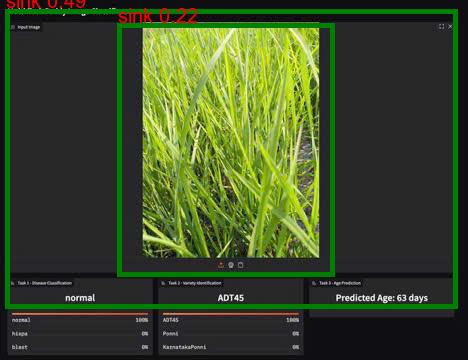 sink 0.49
sink 0.22
Input Image
Task 1 - Disease Classification
normal
normal 100%
hispa 0%
blast 0%
Task 2 - Variety Identification
ADT45
ADT45 100%
Ponni 0%
KarnatakaPonni 0%
Task 3 - Age Prediction
Predicted Age: 63 days